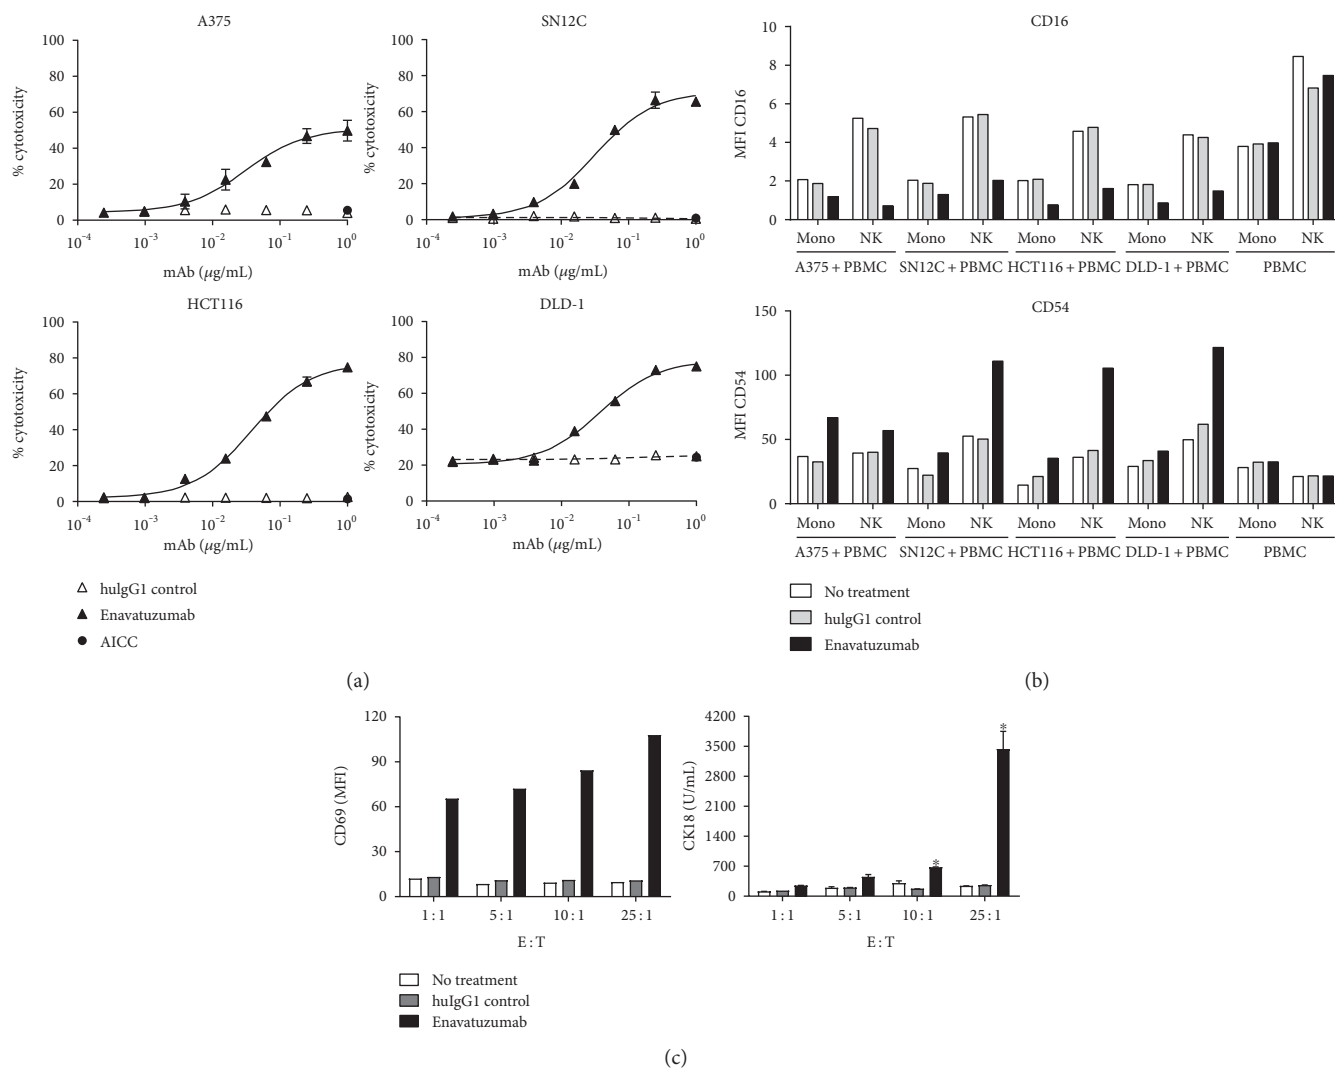 A375
100
80
60
40
20
0
% cytotoxicity
10⁻⁴ 10⁻³ 10⁻² 10⁻¹ 10⁰
mAb (μg/mL)
SN12C
100
80
60
40
20
0
% cytotoxicity
10⁻⁴ 10⁻³ 10⁻² 10⁻¹ 10⁰
mAb (μg/mL)
HCT116
100
80
60
40
20
0
% cytotoxicity
10⁻⁴ 10⁻³ 10⁻² 10⁻¹ 10⁰
mAb (μg/mL)
DLD-1
100
80
60
40
20
0
% cytotoxicity
10⁻⁴ 10⁻³ 10⁻² 10⁻¹ 10⁰
mAb (μg/mL)
huIgG1 control
Enavatuzumab
AICC
(a)
CD16
10
8
6
4
2
0
MFI CD16
Mono NK Mono NK Mono NK Mono NK Mono NK
A375 + PBMC SN12C + PBMC HCT116 + PBMC DLD-1 + PBMC PBMC
CD54
150
100
50
0
MFI CD54
Mono NK Mono NK Mono NK Mono NK Mono NK
A375 + PBMC SN12C + PBMC HCT116 + PBMC DLD-1 + PBMC PBMC
No treatment
huIgG1 control
Enavatuzumab
(b)
120
90
60
30
0
CD69 (MFI)
1 : 1 5 : 1 10 : 1 25 : 1
E : T
4200
3500
2800
2100
1400
700
0
CK18 (U/mL)
*
*
1 : 1 5 : 1 10 : 1 25 : 1
E : T
No treatment
huIgG1 control
Enavatuzumab
(c)